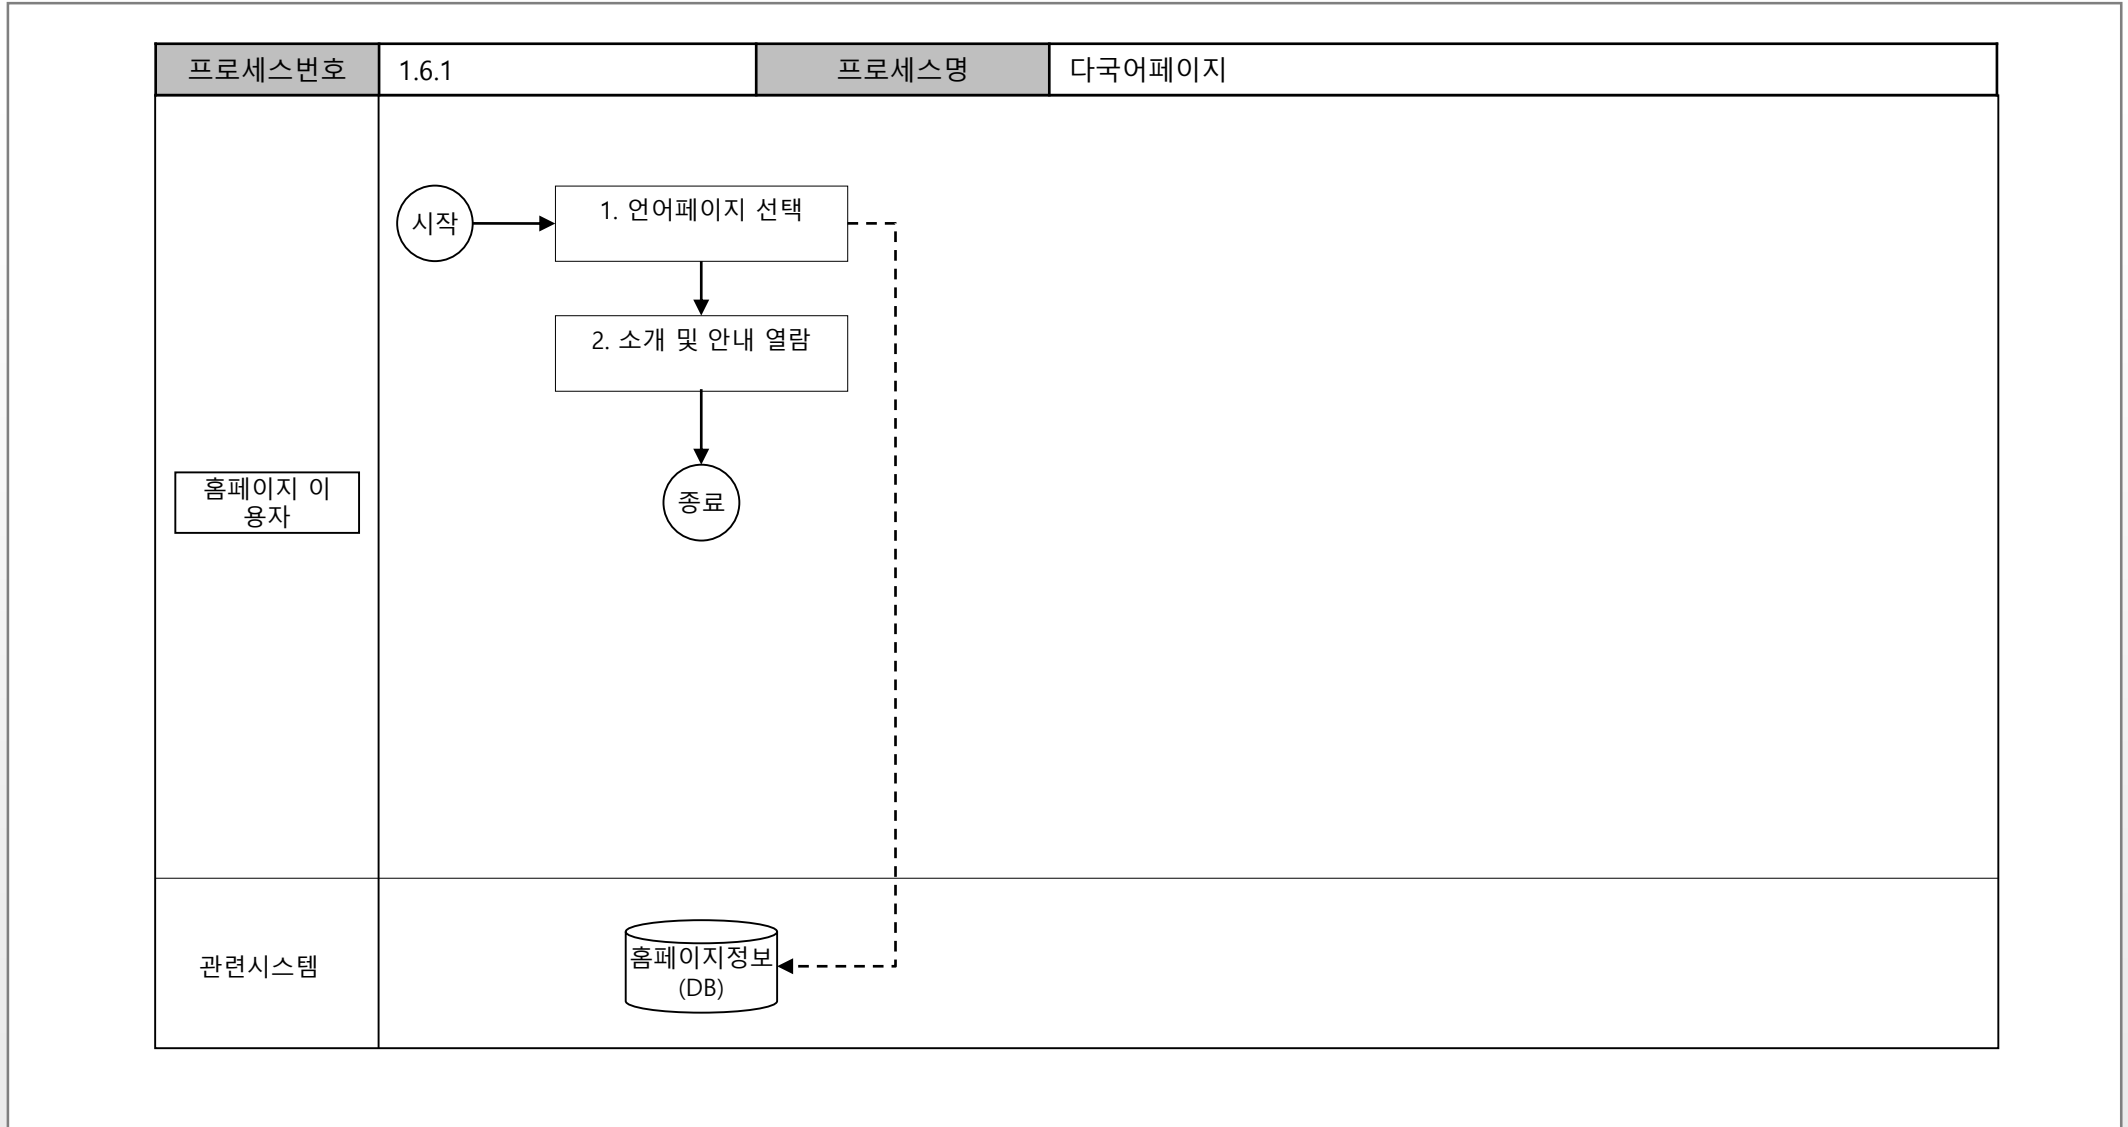 프로세스번호
1.6.1
프로세스명
다국어페이지
시작
1. 언어페이지 선택
2. 소개 및 안내 열람
종료
홈페이지 이
용자
관련시스템
홈페이지정보
(DB)